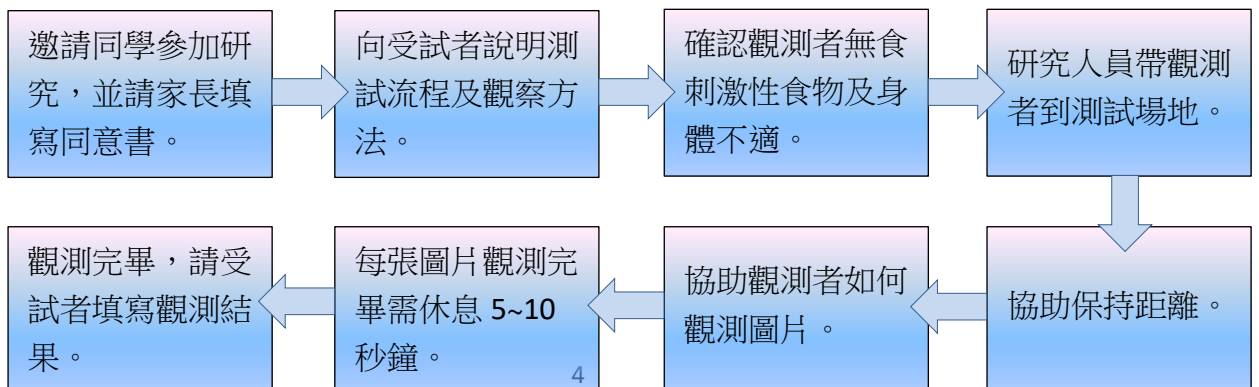 邀請同學參加研
究，並請家長填
寫同意書。
向受試者說明測
試流程及觀察方
法。
確認觀測者無食
刺激性食物及身
體不適。
研究人員帶觀測
者到測試場地。
協助保持距離。
協助觀測者如何
觀測圖片。
每張圖片觀測完
畢需休息 5~10
秒鐘。
觀測完畢，請受
試者填寫觀測結
果。
4